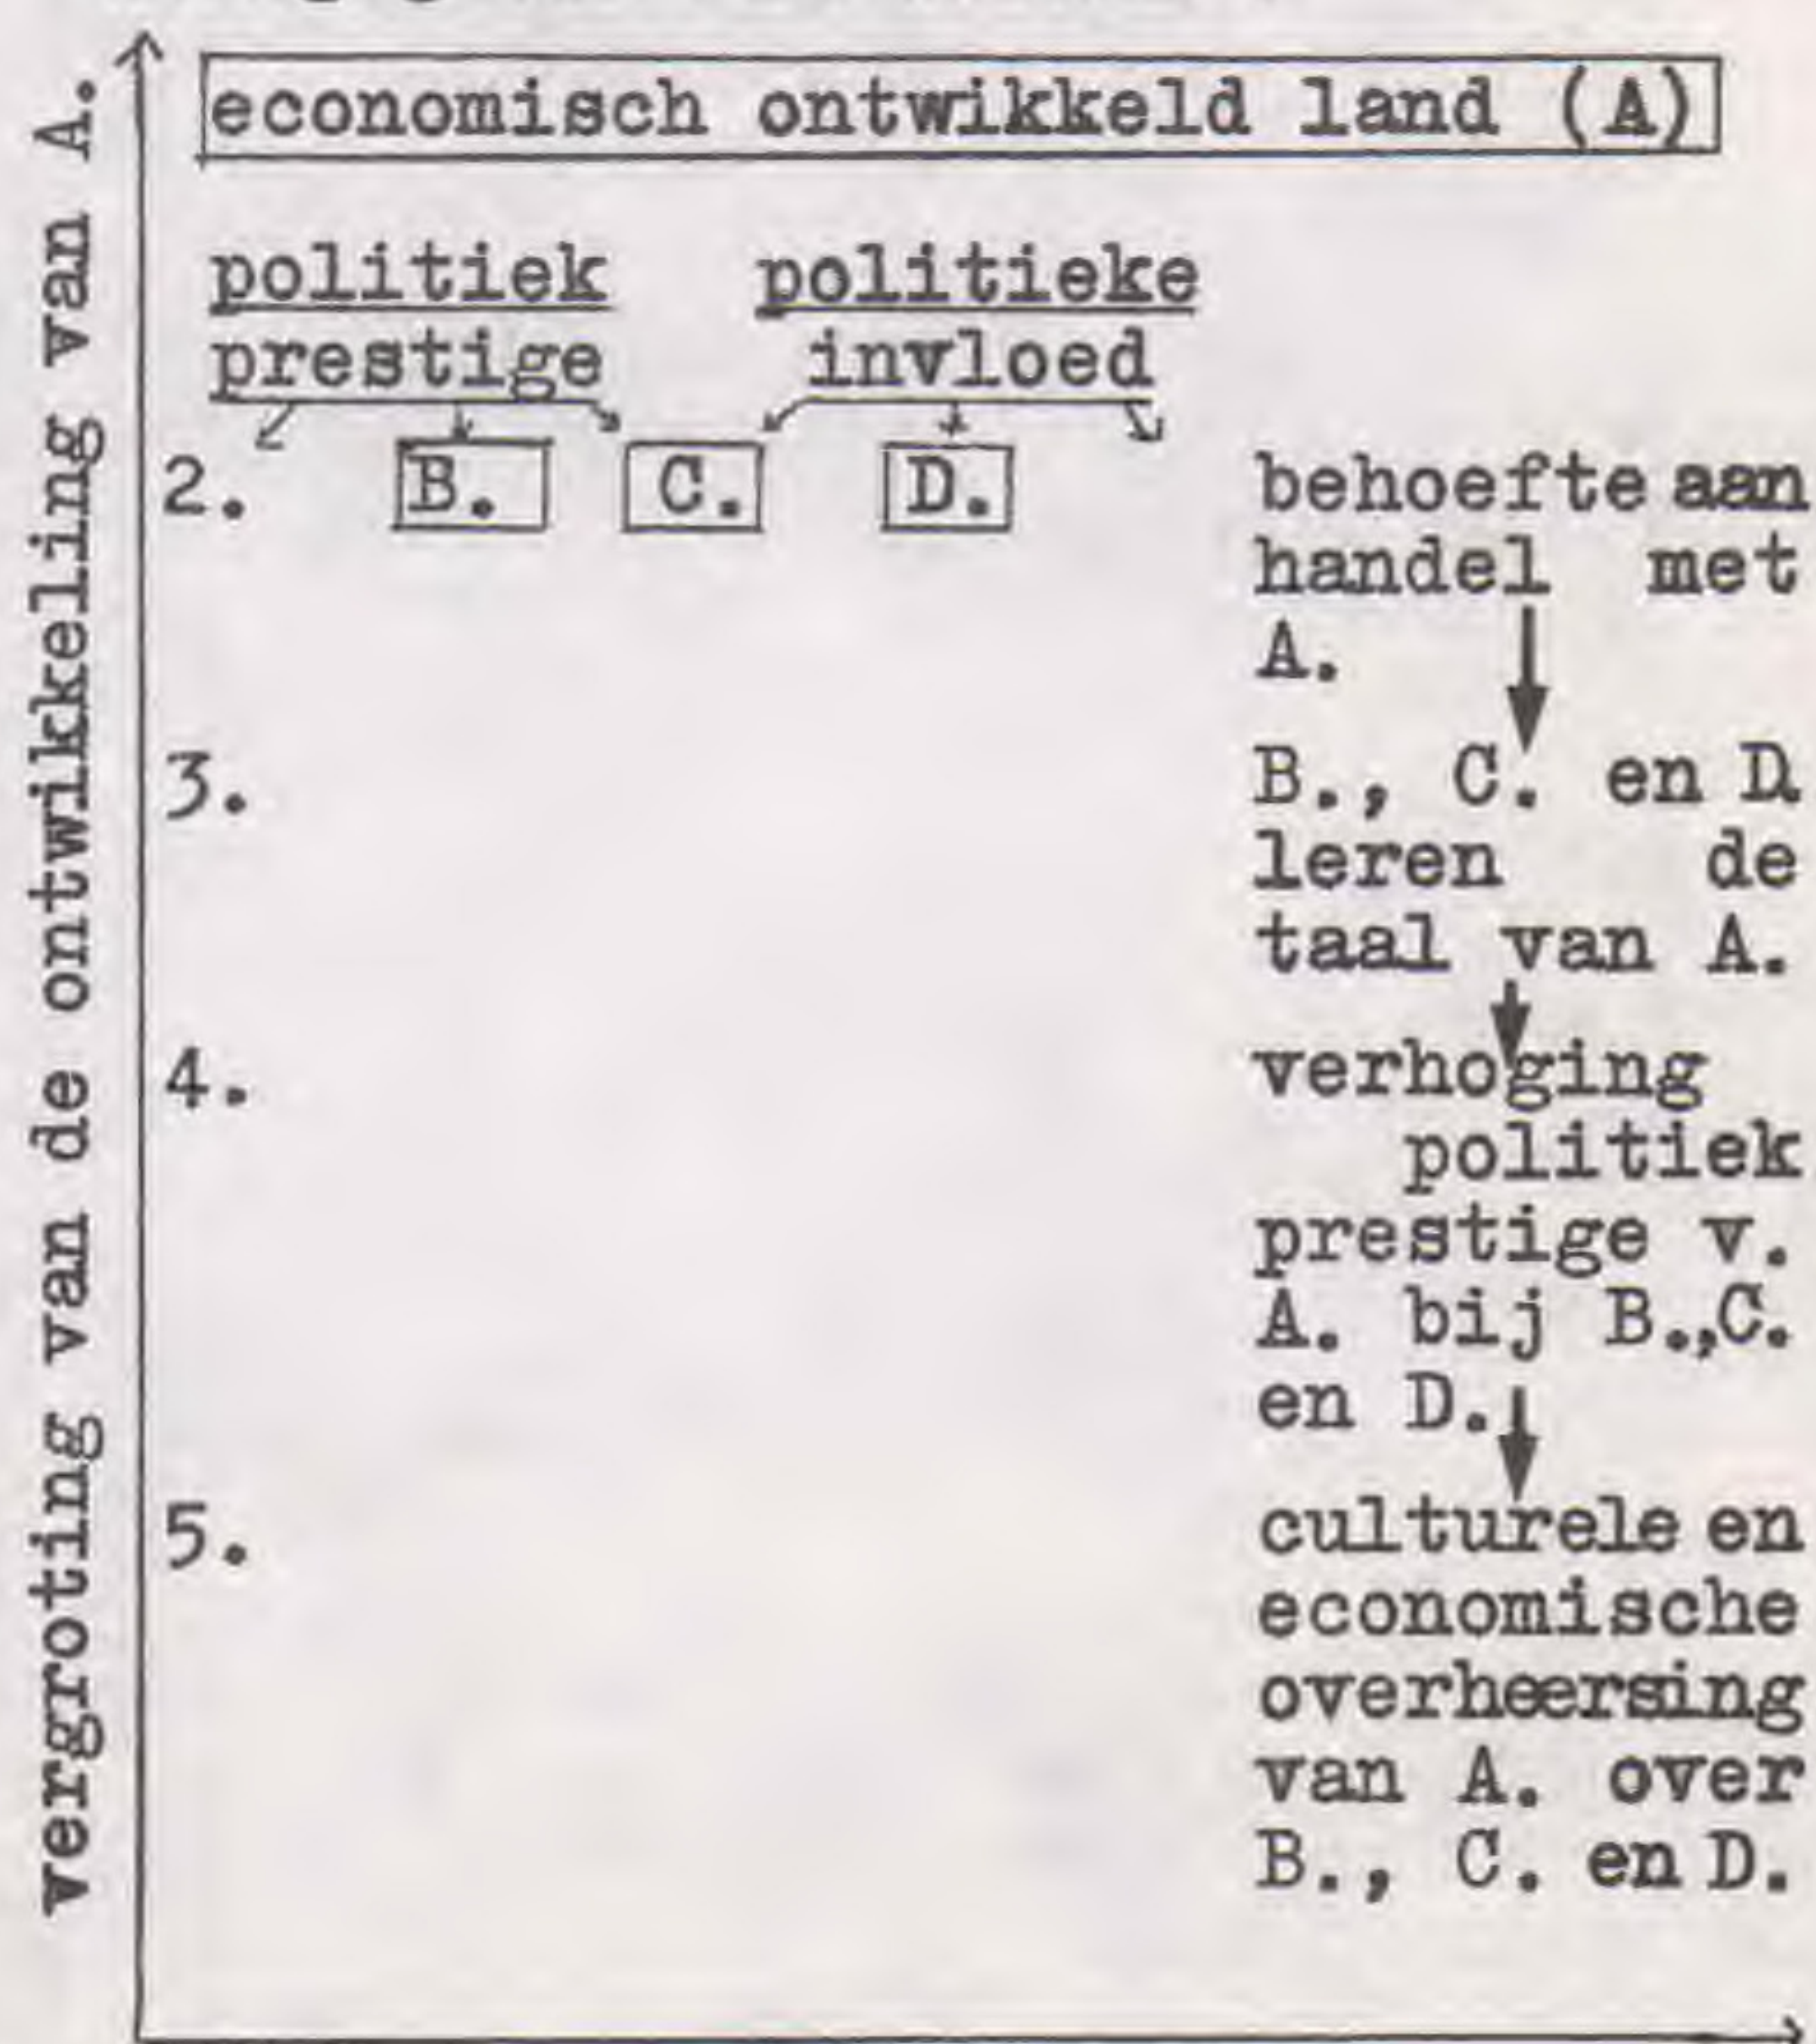 economisch ontwikkeld land (A)
politiek politieke
prestige invloed
2. B. C. D. behoefte aan
handel met
A.
3. B., C. en D
leren de
taal van A.
4. verhoging
politiek
prestige v.
A. bij B.,C.
en D.
5. culturele en
economische
overheersing
van A. over
B., C. en D.
vergroting van de ontwikkeling van A.